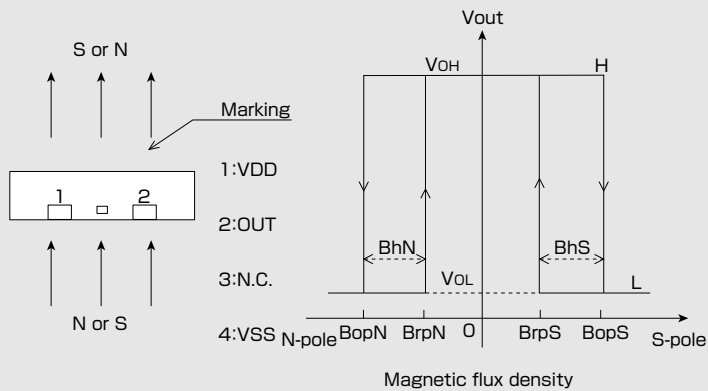 S or N
Marking
1 2
N or S
1:VDD
2:OUT
3:N.C.
4:VSS
Vout
VOH
H
BhN
BhS
VOL
L
N-pole BopN BrpN 0 BrpS BopS S-pole
Magnetic flux density